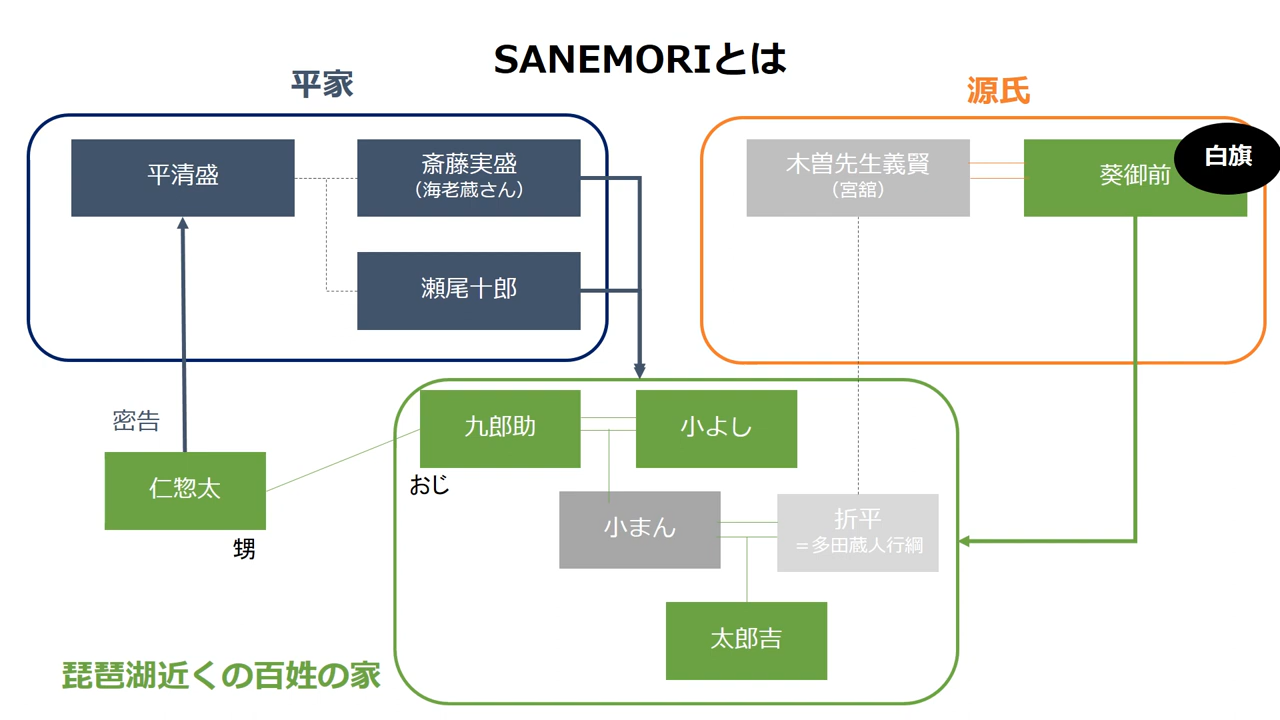 SANEMORIとは
平家
源氏
平清盛
斎藤実盛
（海老蔵さん）
瀬尾十郎
木曽先生義賢
（宮舘）
葵御前
白旗
密告
仁惣太
甥
九郎助
おじ
小よし
小まん
折平
＝多田蔵人行綱
太郎吉
琵琶湖近くの百姓の家